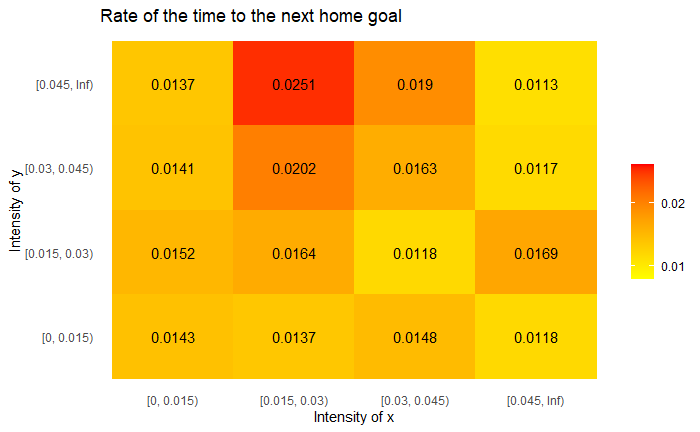 Rate of the time to the next home goal
Intensity of y
[0.045, Inf) 0.0137 0.0251 0.019 0.0113
[0.03, 0.045) 0.0141 0.0202 0.0163 0.0117
[0.015, 0.03) 0.0152 0.0164 0.0118 0.0169
[0, 0.015) 0.0143 0.0137 0.0148 0.0118
[0, 0.015) [0.015, 0.03) [0.03, 0.045) [0.045, Inf)
Intensity of x
0.02
0.01